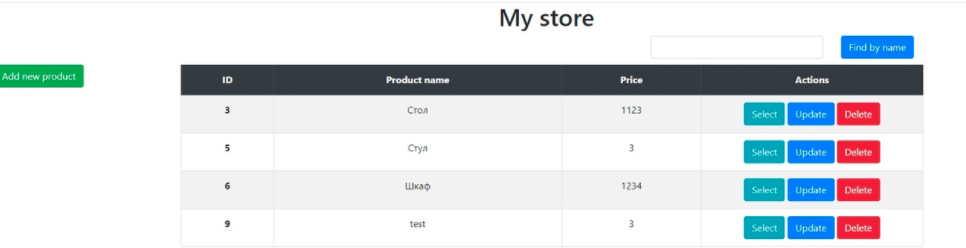 My store
Find by name
Add new product
ID Product name Price Actions
3 Стол 1123 Select Update Delete
5 Стул 3 Select Update Delete
6 Шкаф 1234 Select Update Delete
9 test 3 Select Update Delete